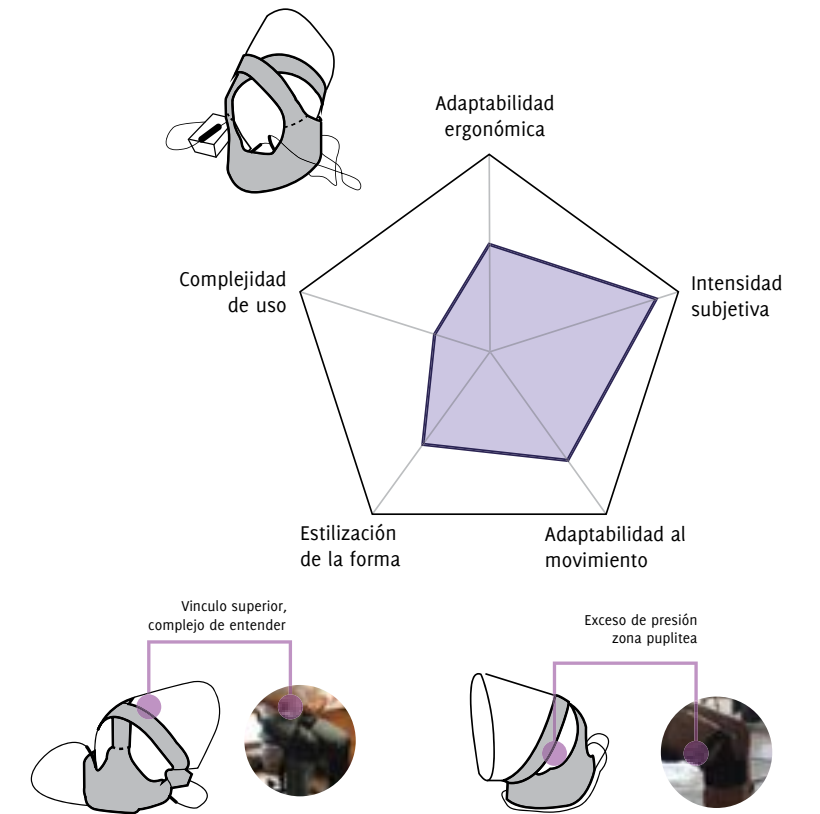 Adaptabilidad
ergonómica
Complejidad
de uso
Intensidad
subjetiva
Estilización
de la forma
Adaptabilidad al
movimiento
Vinculo superior,
complejo de entender
Exceso de presión
zona puplitea